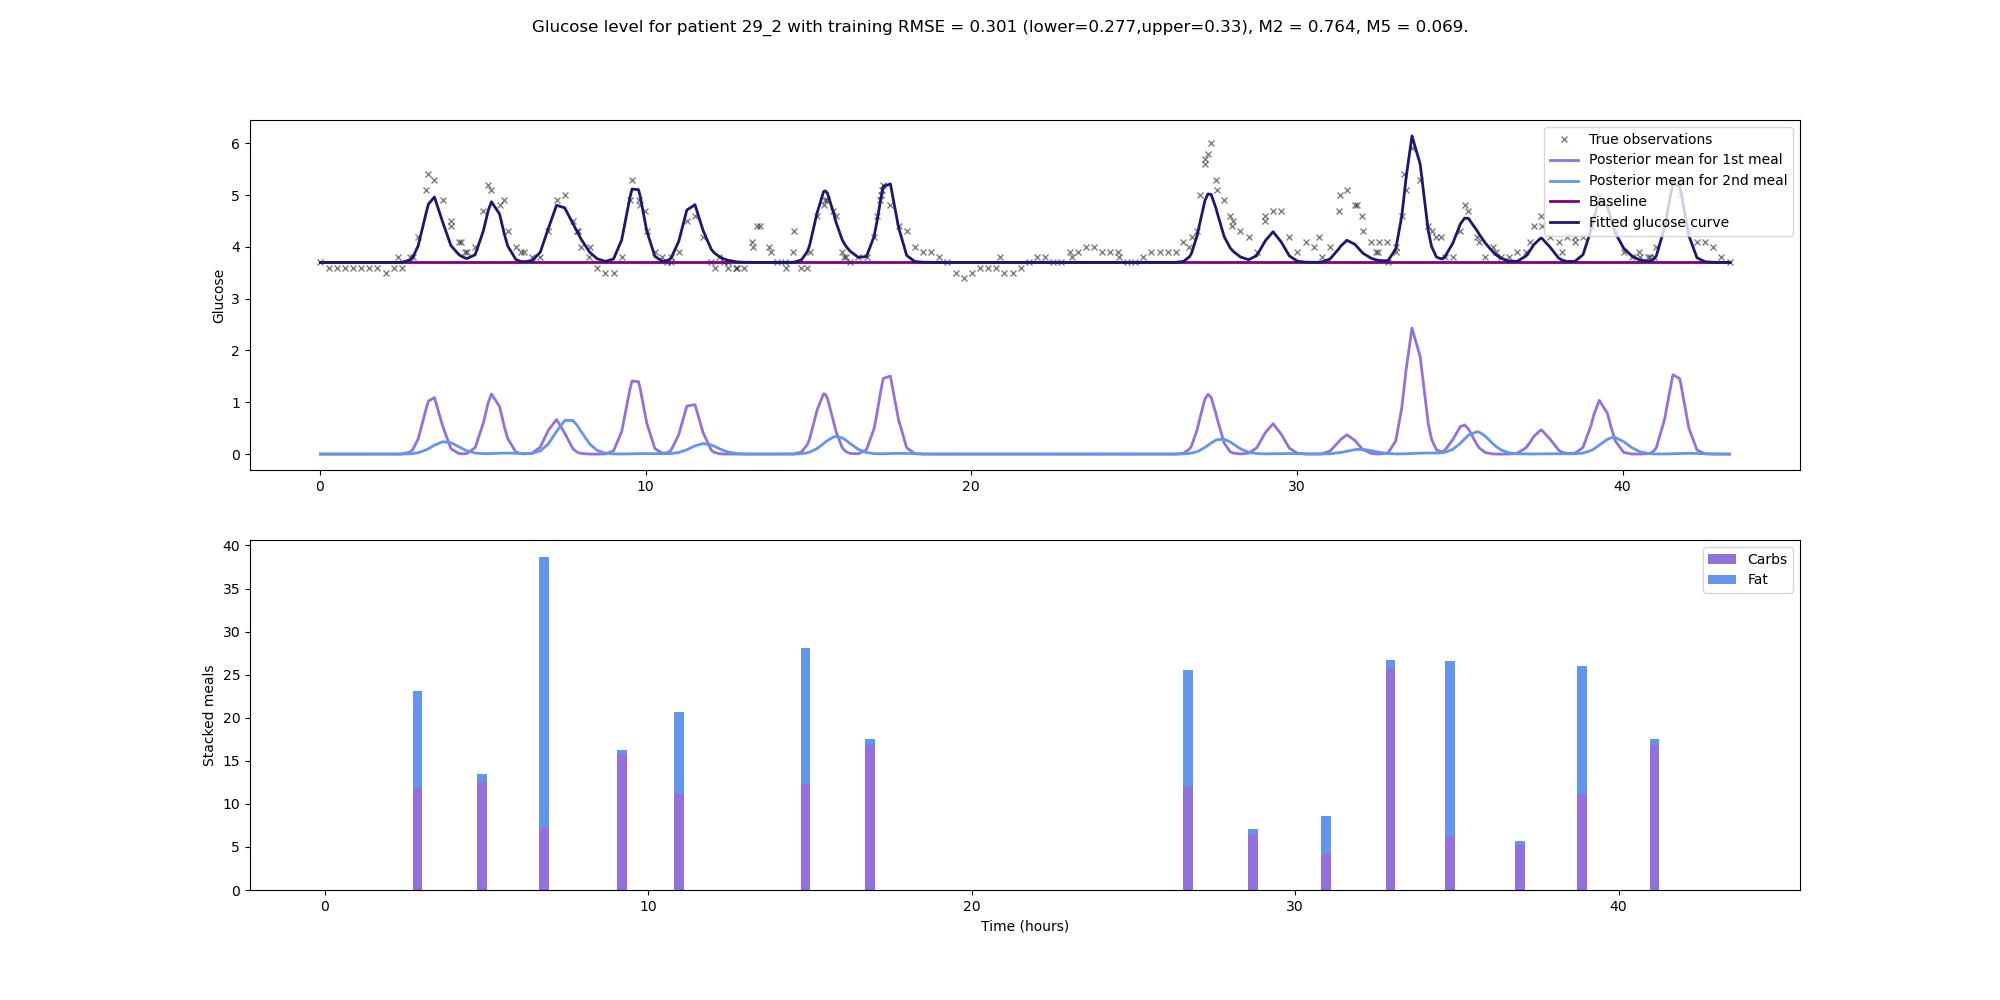 Glucose level for patient 29_2 with training RMSE = 0.301 (lower=0.277,upper=0.33), M2 = 0.764, M5 = 0.069.
6
5
4
3
2
1
0
Glucose
True observations
Posterior mean for 1st meal
Posterior mean for 2nd meal
Baseline
Fitted glucose curve
0 10 20 30 40
40
35
30
25
20
15
10
5
0
Stacked meals
Carbs
Fat
0 10 20 30 40
Time (hours)